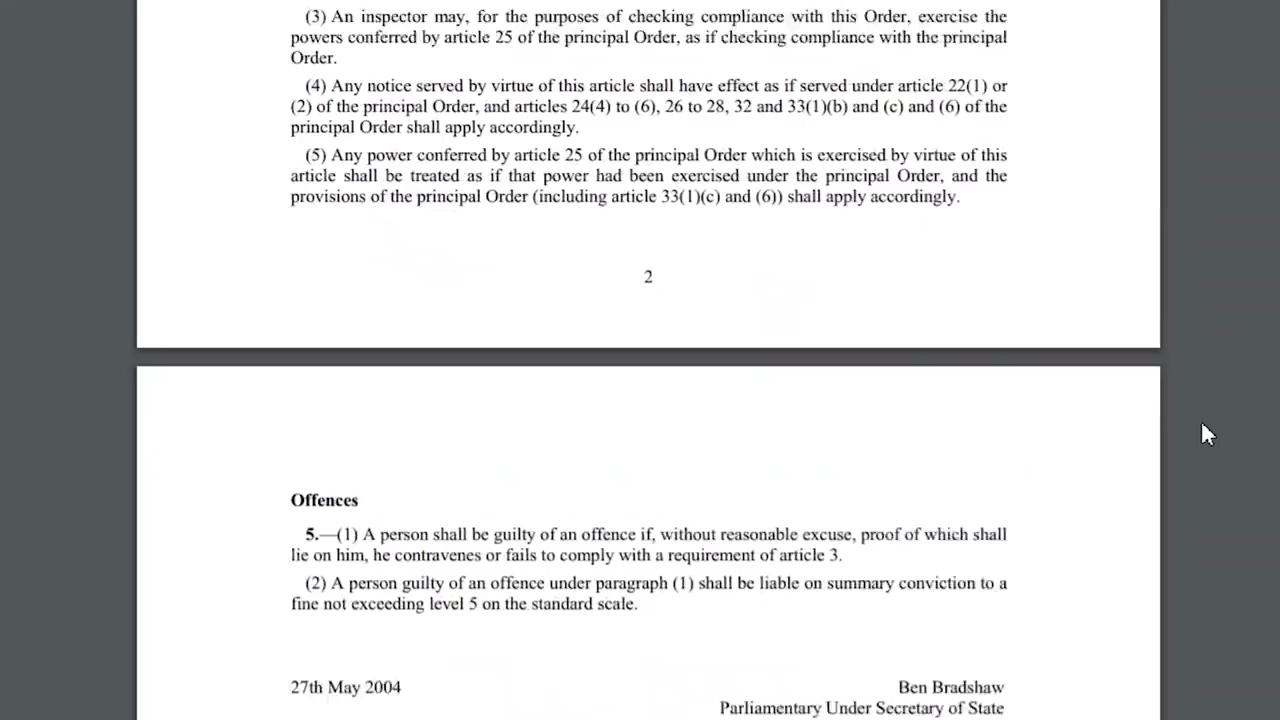 (3) An inspector may, for the purposes of checking compliance with this Order, exercise the
powers conferred by article 25 of the principal Order, as if checking compliance with the principal
Order.
(4) Any notice served by virtue of this article shall have effect as if served under article 22(1) or
(2) of the principal Order, and articles 24(4) to (6), 26 to 28, 32 and 33(1)(b) and (c) and (6) of the
principal Order shall apply accordingly.
(5) Any power conferred by article 25 of the principal Order which is exercised by virtue of this
article shall be treated as if that power had been exercised under the principal Order, and the
provisions of the principal Order (including article 33(1)(c) and (6)) shall apply accordingly.
2
Offences
5.—(1) A person shall be guilty of an offence if, without reasonable excuse, proof of which shall
lie on him, he contravenes or fails to comply with a requirement of article 3.
(2) A person guilty of an offence under paragraph (1) shall be liable on summary conviction to a
fine not exceeding level 5 on the standard scale.
27th May 2004
Ben Bradshaw
Parliamentary Under Secretary of State